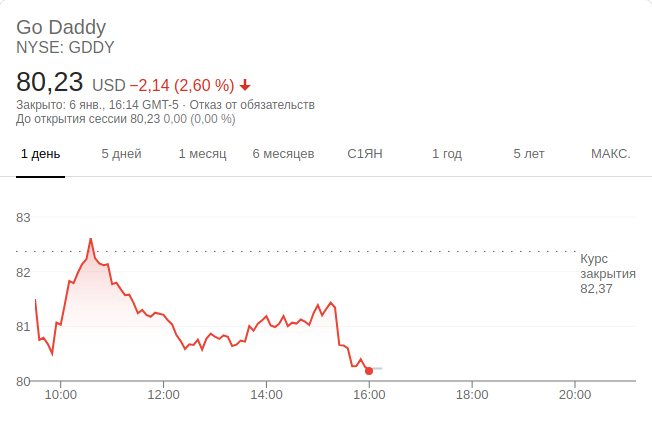 Go Daddy
NYSE: GDDY
80,23 USD −2,14 (2,60 %)
Закрыто: 6 янв., 16:14 GMT-5 · Отказ от обязательств
До открытия сессии 80,23 0,00 (0,00 %)
1 день 5 дней 1 месяц 6 месяцев С1ЯН 1 год 5 лет МАКС.
83
Курс
закрытия
82,37
82
81
80
10:00 12:00 14:00 16:00 18:00 20:00